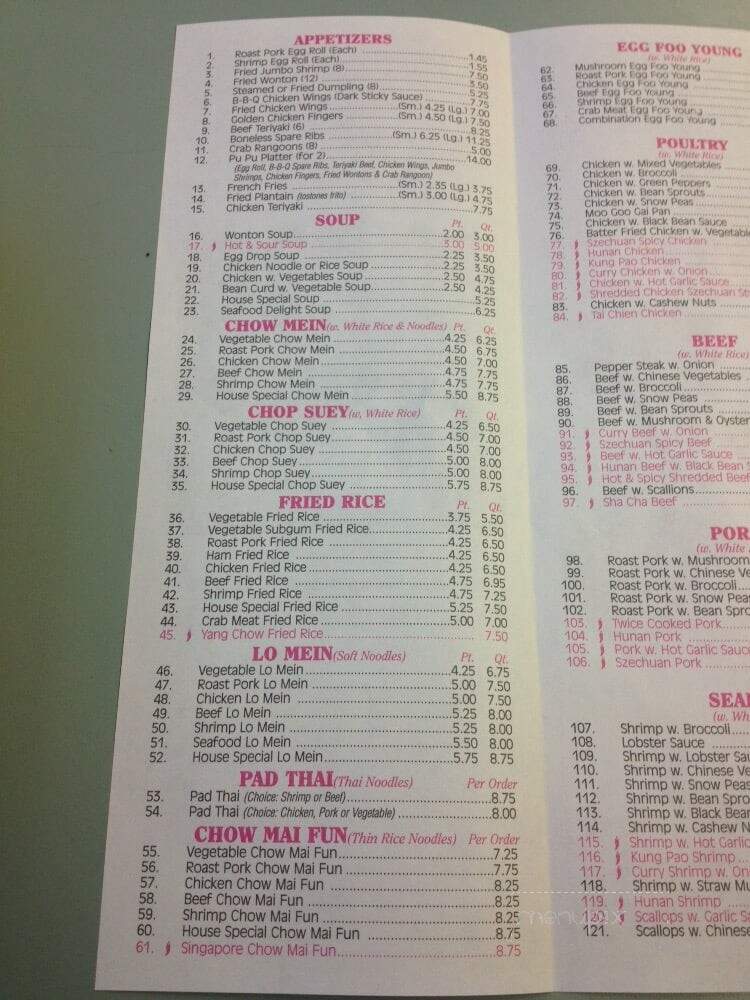 APPETIZERS
1. Roast Pork Egg Roll (Each) 1.45
2. Shrimp Egg Roll (Each) 1.55
3. Fried Jumbo Shrimp (8) 7.50
4. Fried Wonton (12) 3.50
5. Steamed or Fried Dumpling (8) 5.25
6. B-B-Q Chicken Wings (Dark Sticky Sauce) 7.75
7. Fried Chicken Wings (Sm.) 4.25 (Lg.) 7.00
8. Golden Chicken Fingers (Sm.) 4.50 (Lg.) 7.50
9. Beef Teriyaki (6) 8.25
10. Boneless Spare Ribs (Sm.) 6.25 (Lg.) 11.25
11. Crab Rangoons (8) 5.00
12. Pu Pu Platter (for 2) 14.00
(Egg Roll, B-B-Q Spare Ribs, Teriyaki Beef, Chicken Wings, Jumbo
Shrimps, Chicken Fingers, Fried Wontons & Crab Rangoon)
13. French Fries (Sm.) 2.35 (Lg.) 3.75
14. Fried Plantain (tostones frito) (Sm.) 3.00 (Lg.) 4.75
15. Chicken Teriyaki 7.75
SOUP Pt. Qt.
16. Wonton Soup 2.00 3.00
17. Hot & Sour Soup 3.00 5.00
18. Egg Drop Soup 2.25 3.50
19. Chicken Noodle or Rice Soup 2.25 3.50
20. Chicken w. Vegetables Soup 2.50 4.75
21. Bean Curd w. Vegetable Soup 2.50 4.25
22. House Special Soup 5.25
23. Seafood Delight Soup 6.25
CHOW MEIN (w. White Rice & Noodles) Pt. Qt.
24. Vegetable Chow Mein 4.25 6.25
25. Roast Pork Chow Mein 4.50 6.75
26. Chicken Chow Mein 4.50 7.00
27. Beef Chow Mein 4.75 7.75
28. Shrimp Chow Mein 4.75 7.75
29. House Special Chow Mein 5.50 8.75
CHOP SUEY (w, White Rice) Pt. Qt.
30. Vegetable Chop Suey 4.25 6.50
31. Roast Pork Chop Suey 4.50 7.00
32. Chicken Chop Suey 4.50 7.00
33. Beef Chop Suey 5.00 8.00
34. Shrimp Chop Suey 5.00 8.00
35. House Special Chop Suey 5.75 8.75
FRIED RICE Pt. Qt.
36. Vegetable Fried Rice 3.75 5.50
37. Vegetable Subgum Fried Rice 4.25 6.50
38. Roast Pork Fried Rice 4.25 6.50
39. Ham Fried Rice 4.25 6.50
40. Chicken Fried Rice 4.25 6.50
41. Beef Fried Rice 4.75 6.95
42. Shrimp Fried Rice 4.75 7.25
43. House Special Fried Rice 5.25 7.50
44. Crab Meat Fried Rice 5.00 7.00
45. Yang Chow Fried Rice 7.50
LO MEIN (Soft Noodles) Pt. Qt.
46. Vegetable Lo Mein 4.25 6.75
47. Roast Pork Lo Mein 5.00 7.50
48. Chicken Lo Mein 5.00 7.50
49. Beef Lo Mein 5.25 8.00
50. Shrimp Lo Mein 5.25 8.00
51. Seafood Lo Mein 5.50 8.00
52. House Special Lo Mein 5.75 8.75
PAD THAI (Thai Noodles) Per Order
53. Pad Thai (Choice: Shrimp or Beef) 8.75
54. Pad Thai (Choice: Chicken, Pork or Vegetable) 8.00
CHOW MAI FUN (Thin Rice Noodles) Per Order
55. Vegetable Chow Mai Fun 7.25
56. Roast Pork Chow Mai Fun 7.75
57. Chicken Chow Mai Fun 8.25
58. Beef Chow Mai Fun 8.25
59. Shrimp Chow Mai Fun 8.25
60. House Special Chow Mai Fun 8.75
61. Singapore Chow Mai Fun 8.75
EGG FOO YOUNG
(w. White Rice)
62. Mushroom Egg Foo Young
63. Roast Pork Egg Foo Young
64. Chicken Egg Foo Young
65. Beef Egg Foo Young
66. Shrimp Egg Foo Young
67. Crab Meat Egg Foo Young
68. Combination Egg Foo Young
POULTRY
(w. White Rice)
69. Chicken w. Mixed Vegetables
70. Chicken w. Broccoli
71. Chicken w. Green Peppers
72. Chicken w. Bean Sprouts
73. Chicken w. Snow Peas
74. Moo Goo Gai Pan
75. Chicken w. Black Bean Sauce
76. Batter Fried Chicken w. Vegetabl
77. Szechuan Spicy Chicken
78. Hunan Chicken
79. Kung Pao Chicken
80. Curry Chicken w. Onion
81. Chicken w. Hot Garlic Sauce
82. Shredded Chicken Szechuan St
83. Chicken w. Cashew Nuts
84. Tai Chien Chicken
BEEF
(w. White Rice)
85. Pepper Steak w. Onion
86. Beef w. Chinese Vegetables
87. Beef w. Broccoli
88. Beef w. Snow Peas
89. Beef w. Bean Sprouts
90. Beef w. Mushroom & Oyster
91. Curry Beef w. Onion
92. Szechuan Spicy Beef
93. Beef w. Hot Garlic Sauce
94. Hunan Beef w. Black Bean S
95. Hot & Spicy Shredded Beef
96. Beef w. Scallions
97. Sha Cha Beef
POR
(w. White
98. Roast Pork w. Mushroom
99. Roast Pork w. Chinese Ve
100. Roast Pork w. Broccoli
101. Roast Pork w. Snow Peas
102. Roast Pork w. Bean Spro
103. Twice Cooked Pork
104. Hunan Pork
105. Pork w. Hot Garlic Sauc
106. Szechuan Pork
SEA
(w. Wh
107. Shrimp w. Broccoli
108. Lobster Sauce
109. Shrimp w. Lobster Sau
110. Shrimp w. Chinese Ve
111. Shrimp w. Snow Peas
112. Shrimp w. Bean Spro
113. Shrimp w. Black Bear
114. Shrimp w. Cashew N
115. Shrimp w. Hot Garlic
116. Kung Pao Shrimp
117. Curry Shrimp w. On
118. Shrimp w. Straw Mu
119. Hunan Shrimp
120. Scallops w. Garlic Sa
121. Scallops w. Chinese